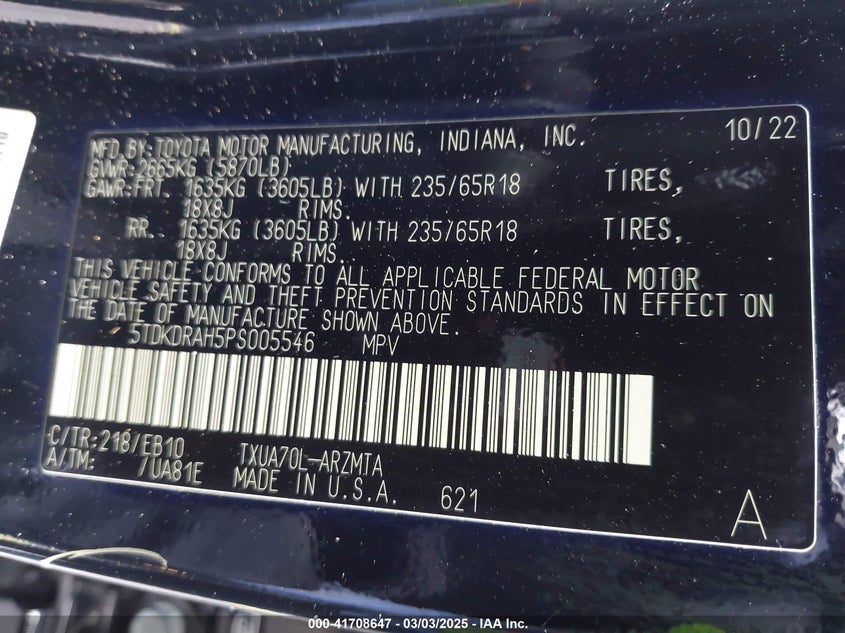 MFD.BY:TOYOTA MOTOR MANUFACTURING, INDIANA, INC. 10/22
GVWR:2665KG (5870LB)
GAWR:FRT. 1635KG (3605LB) WITH 235/65R18 TIRES,
18X8J RIMS.
RR. 1635KG (3605LB) WITH 235/65R18 TIRES,
18X8J RIMS.
THIS VEHICLE CONFORMS TO ALL APPLICABLE FEDERAL MOTOR
VEHICLE SAFETY AND THEFT PREVENTION STANDARDS IN EFFECT ON
THE DATE OF MANUFACTURE SHOWN ABOVE.
5TDKDRAH5PS005546 MPV
C/TR:218/EB10 TXUA70L-ARZMTA
A/TM: /UA81E MADE IN U.S.A. 621
A
000-41708647 — 03/03/2025 — IAA Inc.